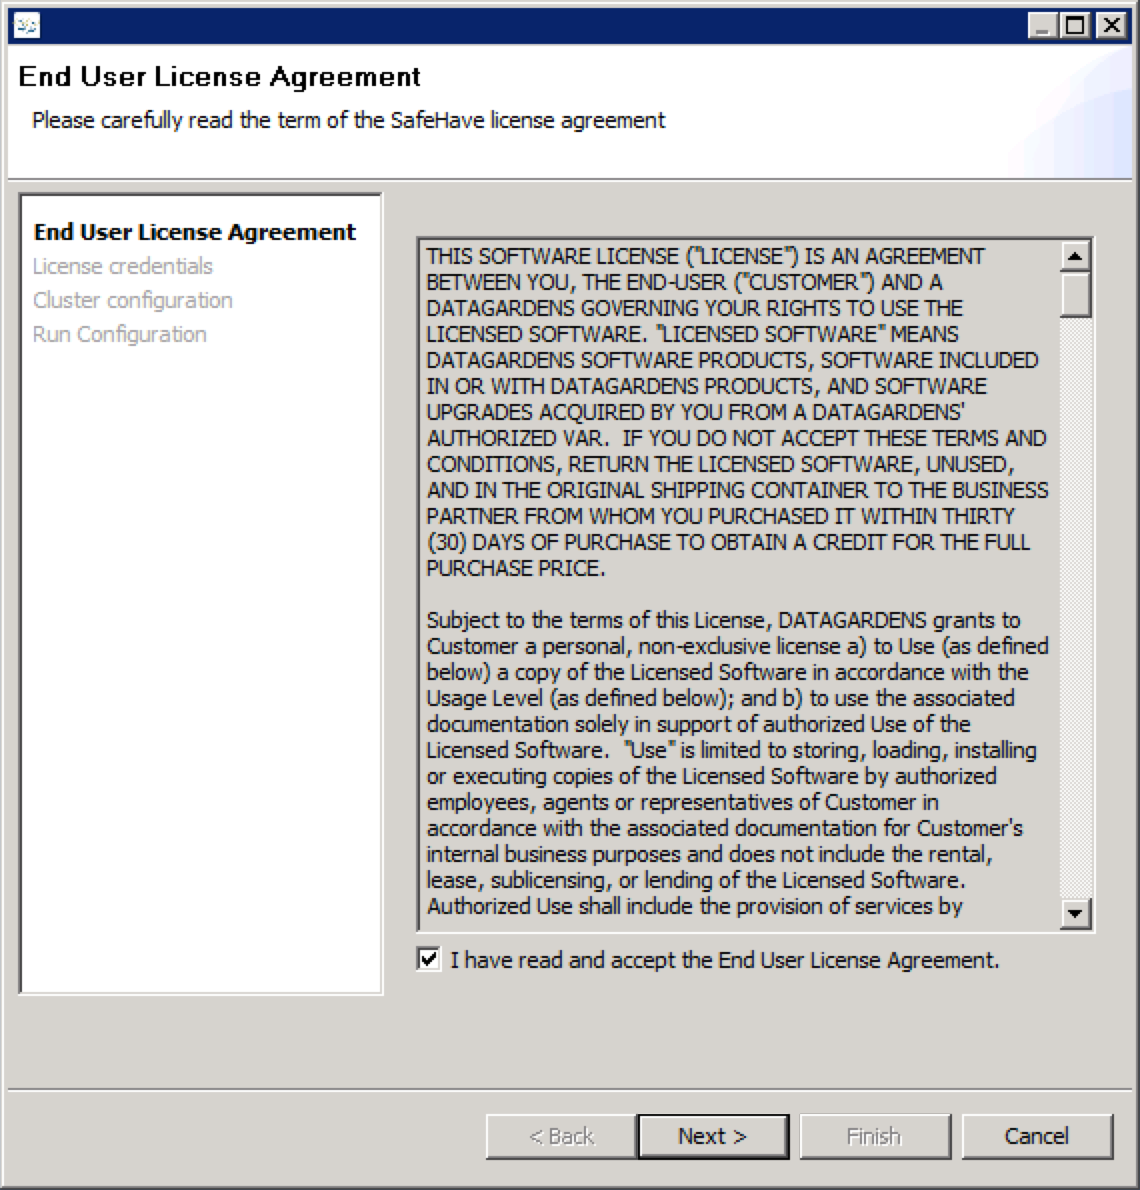 End User License Agreement
Please carefully read the term of the SafeHave license agreement
End User License Agreement
License credentials
Cluster configuration
Run Configuration
THIS SOFTWARE LICENSE ("LICENSE") IS AN AGREEMENT
BETWEEN YOU, THE END-USER ("CUSTOMER") AND A
DATAGARDENS GOVERNING YOUR RIGHTS TO USE THE
LICENSED SOFTWARE. "LICENSED SOFTWARE" MEANS
DATAGARDENS SOFTWARE PRODUCTS, SOFTWARE INCLUDED
IN OR WITH DATAGARDENS PRODUCTS, AND SOFTWARE
UPGRADES ACQUIRED BY YOU FROM A DATAGARDENS'
AUTHORIZED VAR.  IF YOU DO NOT ACCEPT THESE TERMS AND
CONDITIONS, RETURN THE LICENSED SOFTWARE, UNUSED,
AND IN THE ORIGINAL SHIPPING CONTAINER TO THE BUSINESS
PARTNER FROM WHOM YOU PURCHASED IT WITHIN THIRTY
(30) DAYS OF PURCHASE TO OBTAIN A CREDIT FOR THE FULL
PURCHASE PRICE.
Subject to the terms of this License, DATAGARDENS grants to
Customer a personal, non-exclusive license a) to Use (as defined
below) a copy of the Licensed Software in accordance with the
Usage Level (as defined below); and b) to use the associated
documentation solely in support of authorized Use of the
Licensed Software.  "Use" is limited to storing, loading, installing
or executing copies of the Licensed Software by authorized
employees, agents or representatives of Customer in
accordance with the associated documentation for Customer's
internal business purposes and does not include the rental,
lease, sublicensing, or lending of the Licensed Software.
Authorized Use shall include the provision of services by
I have read and accept the End User License Agreement.
< Back
Next >
Finish
Cancel